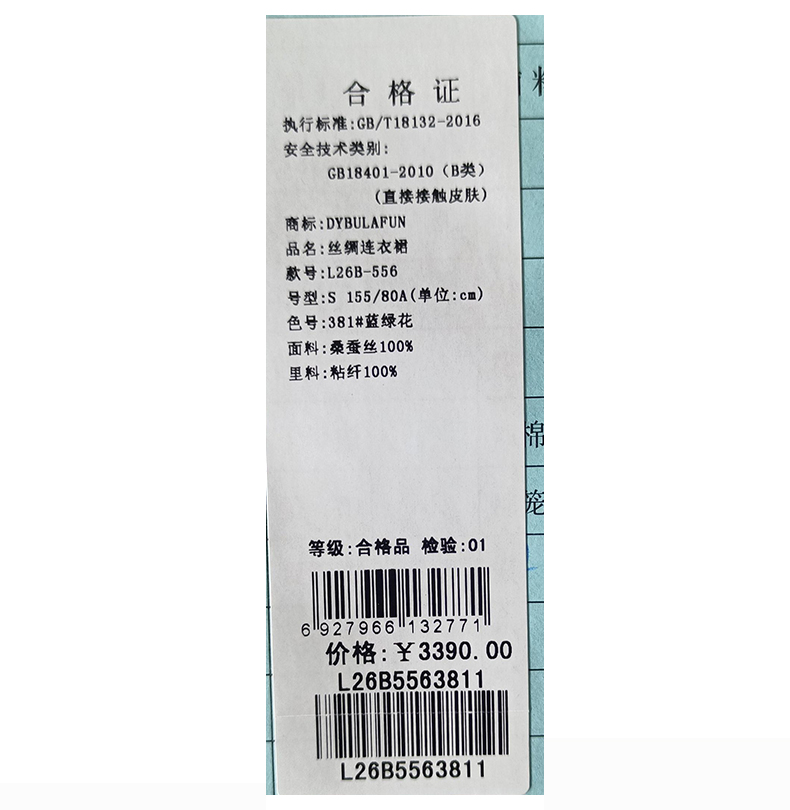 合格证
执行标准:GB/T18132-2016
安全技术类别:
GB18401-2010（B类）
(直接接触皮肤)
商标:DYBULAFUN
品名:丝绸连衣裙
款号:L26B-556
号型:S 155/80A(单位:cm)
色号:381#蓝绿花
面料:桑蚕丝100%
里料:粘纤100%
等级:合格品 检验:01
6 927966 132771
价格:￥3390.00
L26B5563811
L26B5563811
棉